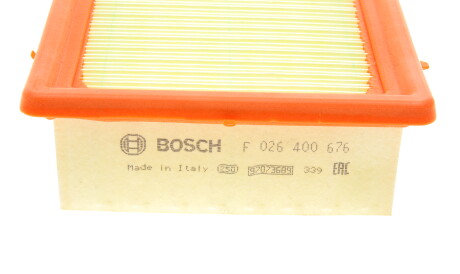 BOSCH F 026 400 676
Made in Italy 339 EAC